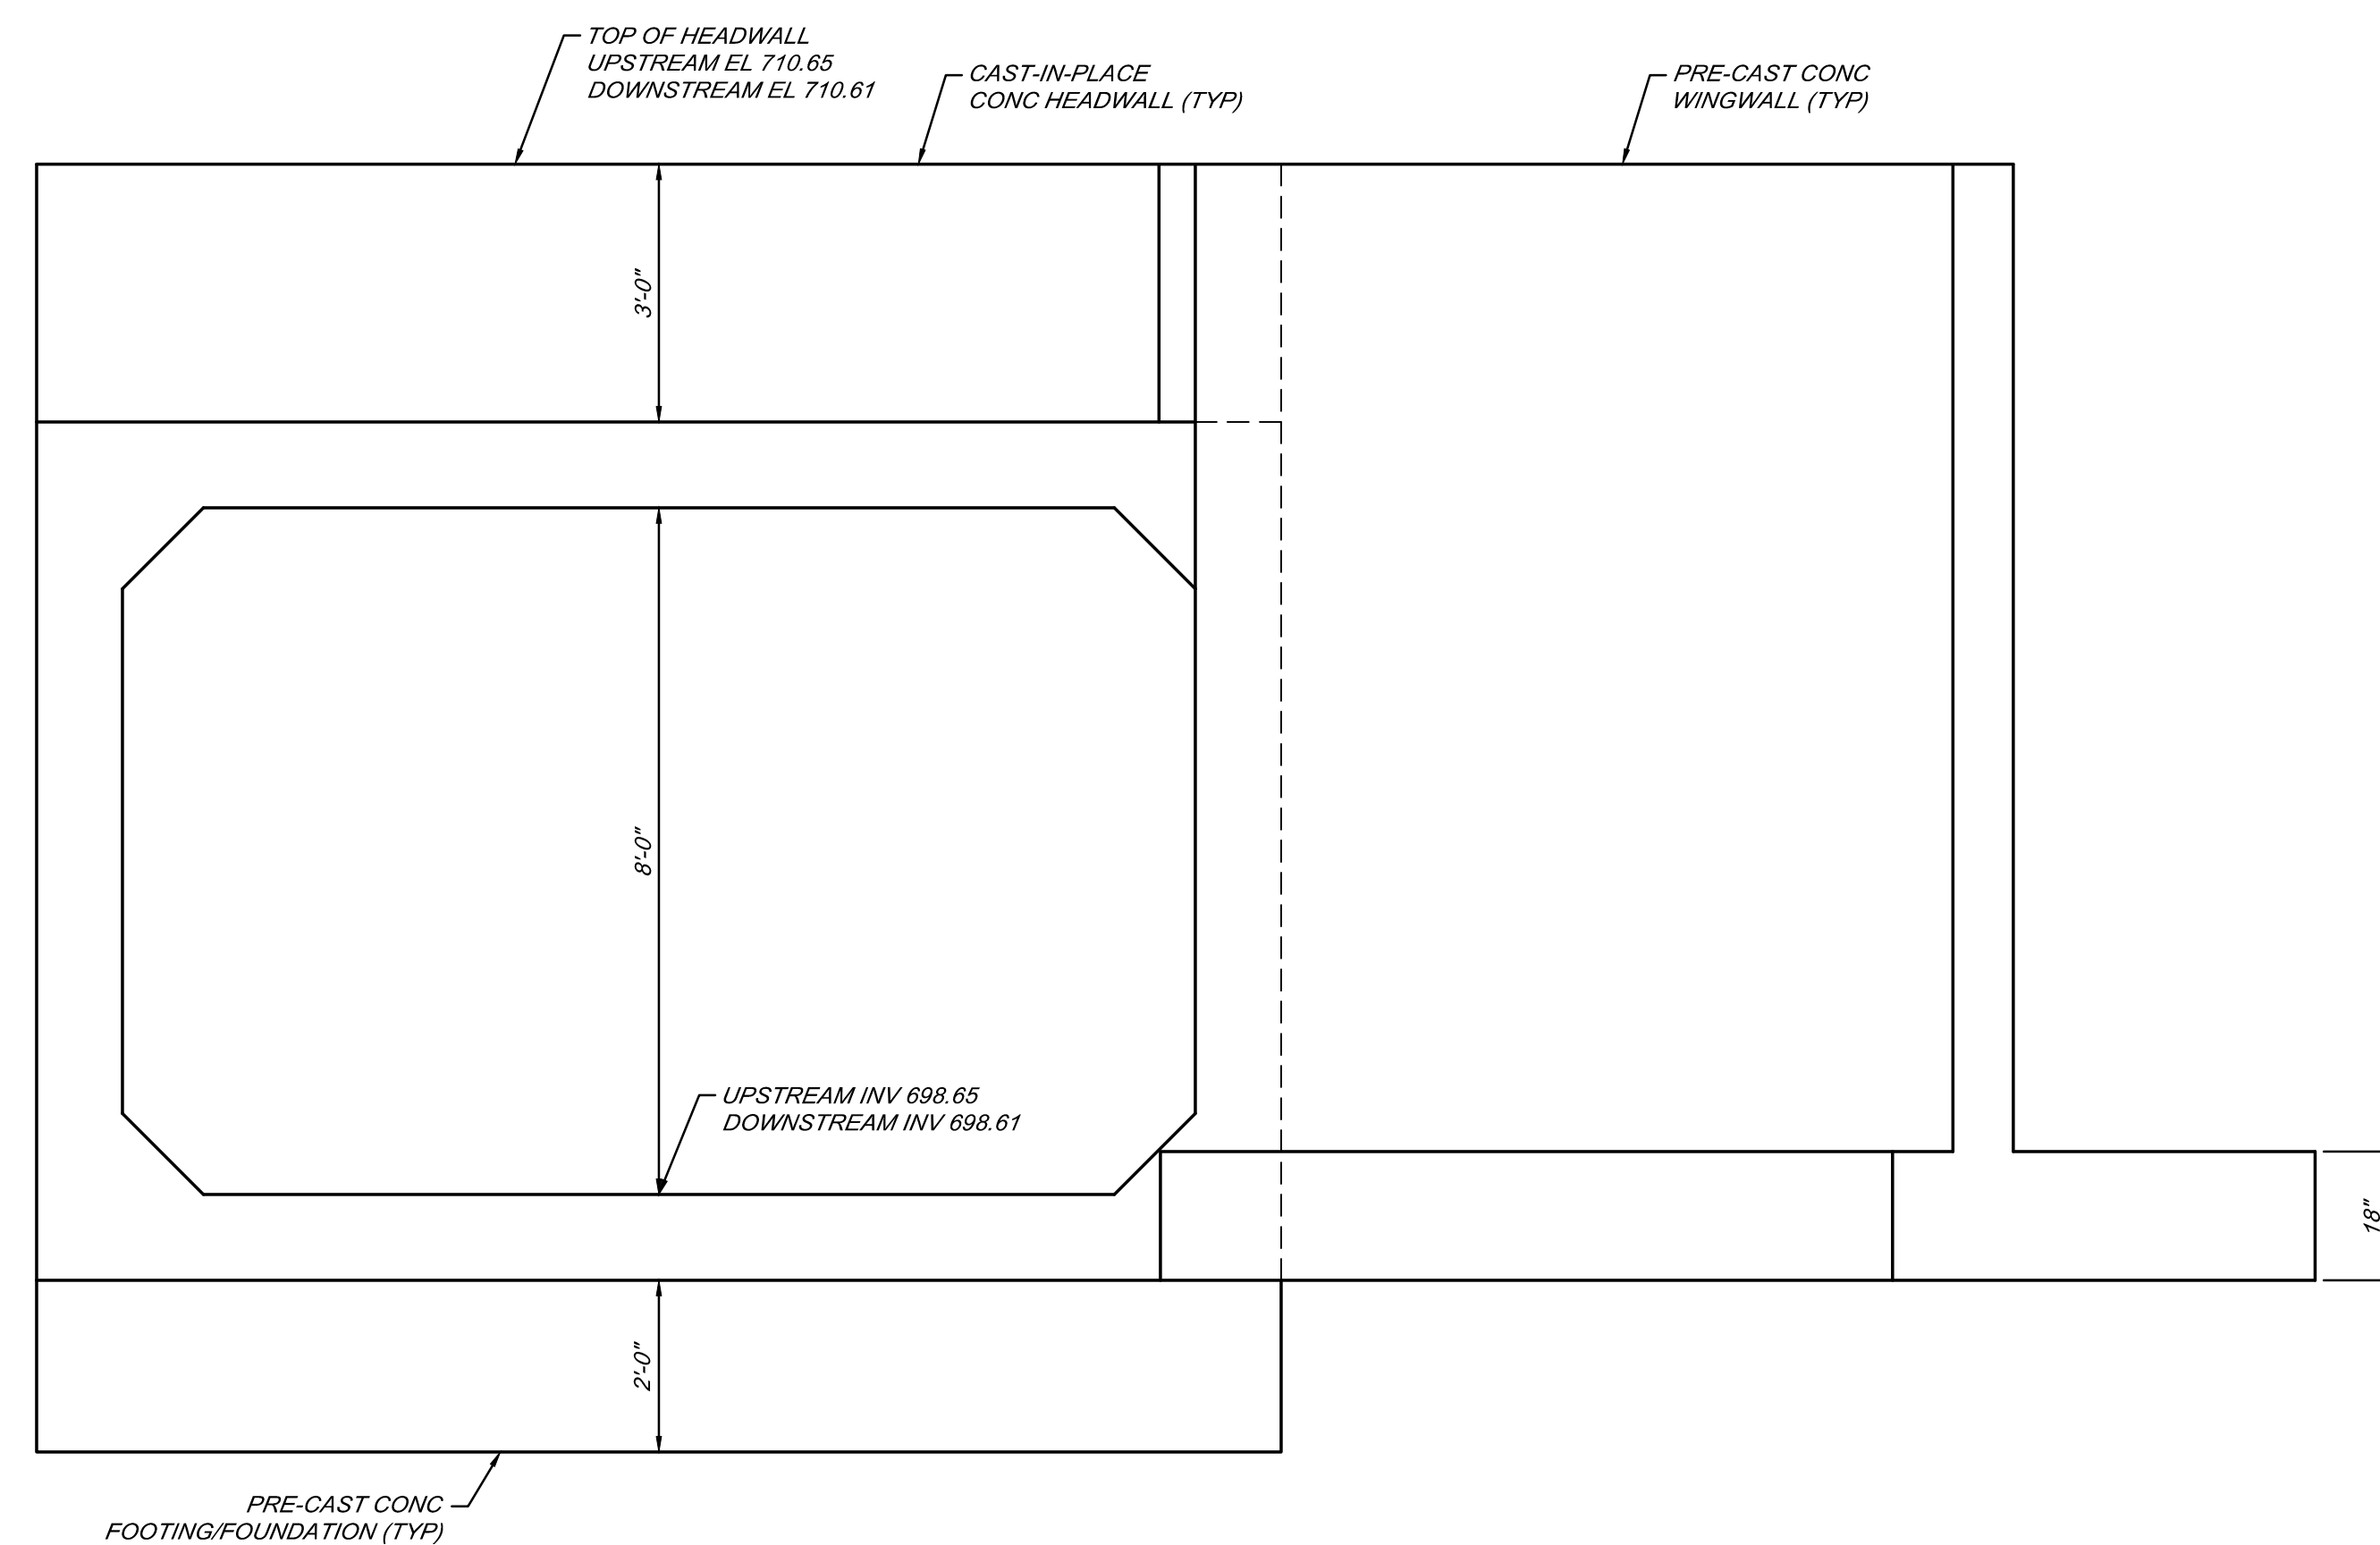 TOP OF HEADWALL
UPSTREAM EL 710.65
DOWNSTREAM EL 710.61
CAST-IN-PLACE
CONC HEADWALL (TYP)
PRE-CAST CONC
WINGWALL (TYP)
3'-0"
8'-0"
UPSTREAM INV 698.65
DOWNSTREAM INV 698.61
18"
2'-0"
PRE-CAST CONC
FOOTING/FOUNDATION (TYP)